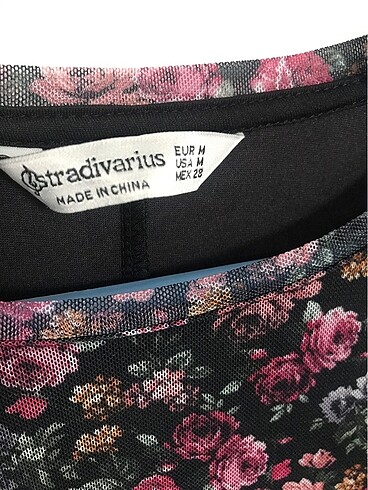 stradivarius
MADE IN CHINA
EUR M
USA M
MEX 28